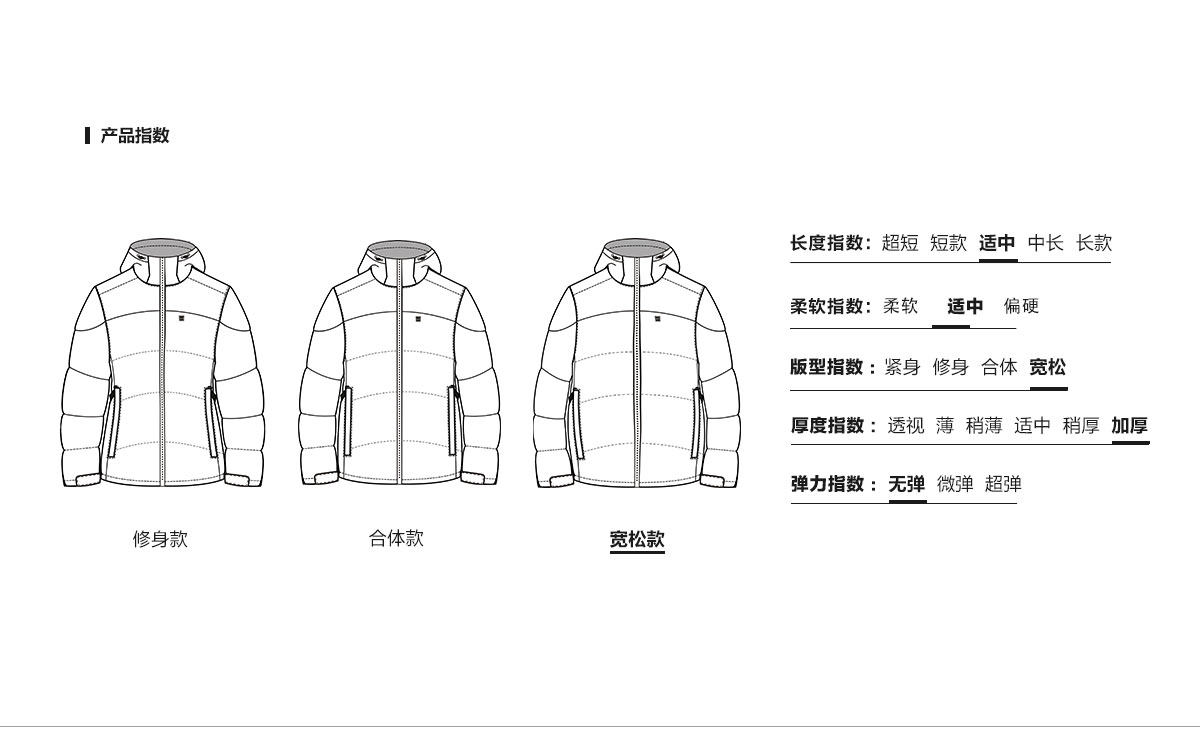 产品指数
长度指数： 超短 短款 适中 中长 长款
柔软指数： 柔软 适中 偏硬
版型指数： 紧身 修身 合体 宽松
厚度指数： 透视 薄 稍薄 适中 稍厚 加厚
弹力指数： 无弹 微弹 超弹
修身款 合体款 宽松款